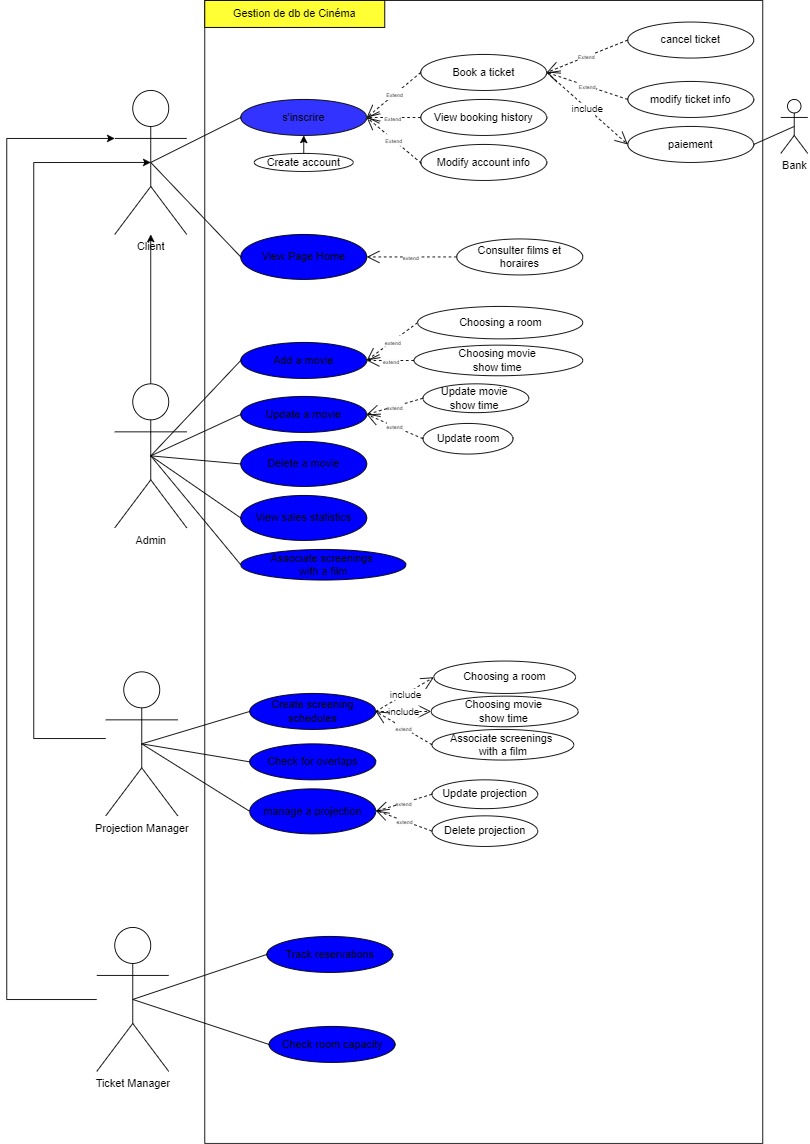 Gestion de db de Cinéma
cancel ticket
Extend
Book a ticket
Extend
Extend
modify ticket info
include
s'inscrire
Extend
View booking history
paiement
Extend
Create account
Modify account info
Bank
Client
View Page Home
extend
Consulter films et
horaires
Choosing a room
extend
Add a movie
extend
Choosing movie
show time
Update movie
show time
extend
Update a movie
extend
Update room
Delete a movie
View sales statistics
Admin
Associate screenings
with a film
Choosing a room
include
Create screening
schedules
include
Choosing movie
show time
extend
Associate screenings
with a film
Check for overlaps
Update projection
extend
manage a projection
extend
Delete projection
Projection Manager
Track reservations
Check room capacity
Ticket Manager